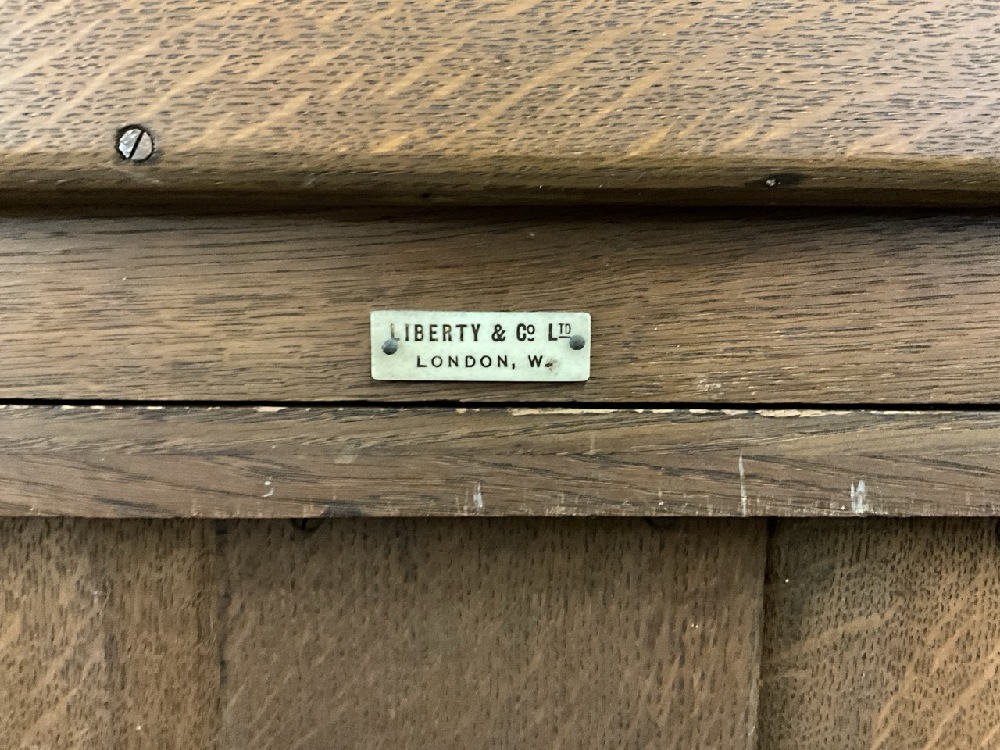 LIBERTY & Cº LTD
LONDON, W.